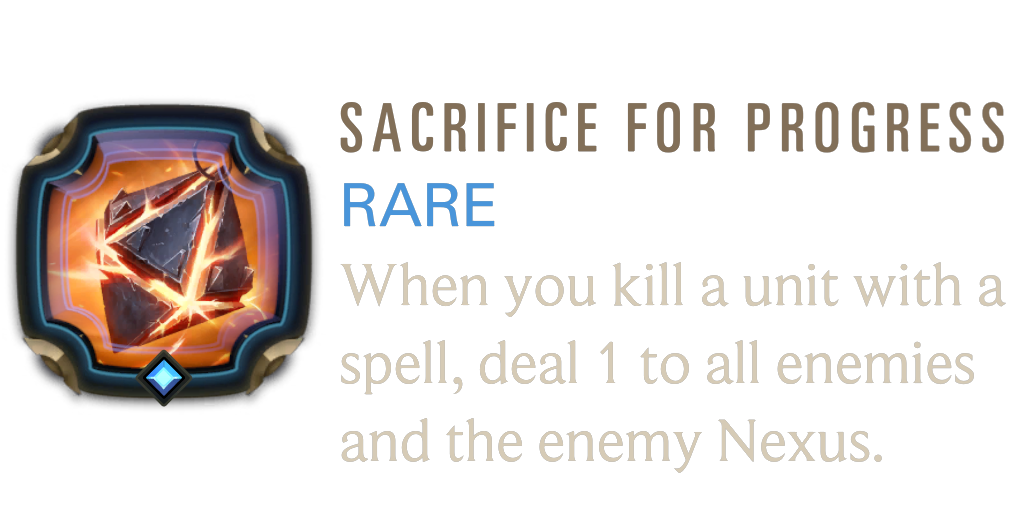 SACRIFICE FOR PROGRESS
RARE
When you kill a unit with a
spell, deal 1 to all enemies
and the enemy Nexus.